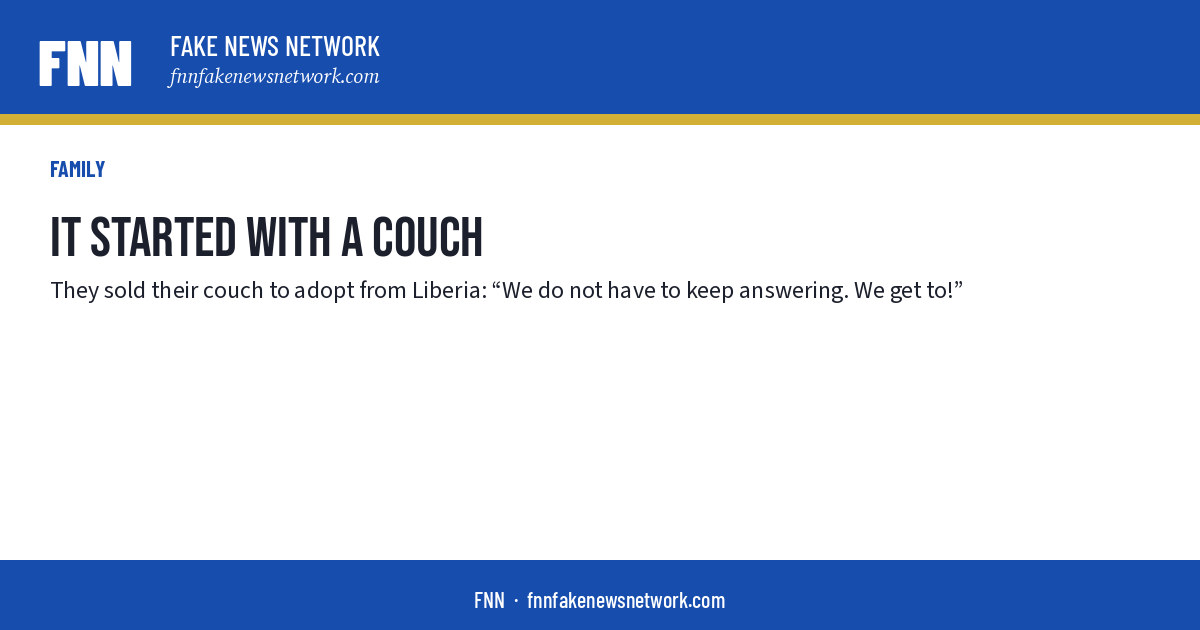 FNN
FAKE NEWS NETWORK
fnnfakenewsnetwork.com
FAMILY
IT STARTED WITH A COUCH
They sold their couch to adopt from Liberia: “We do not have to keep answering. We get to!”
FNN · fnnfakenewsnetwork.com